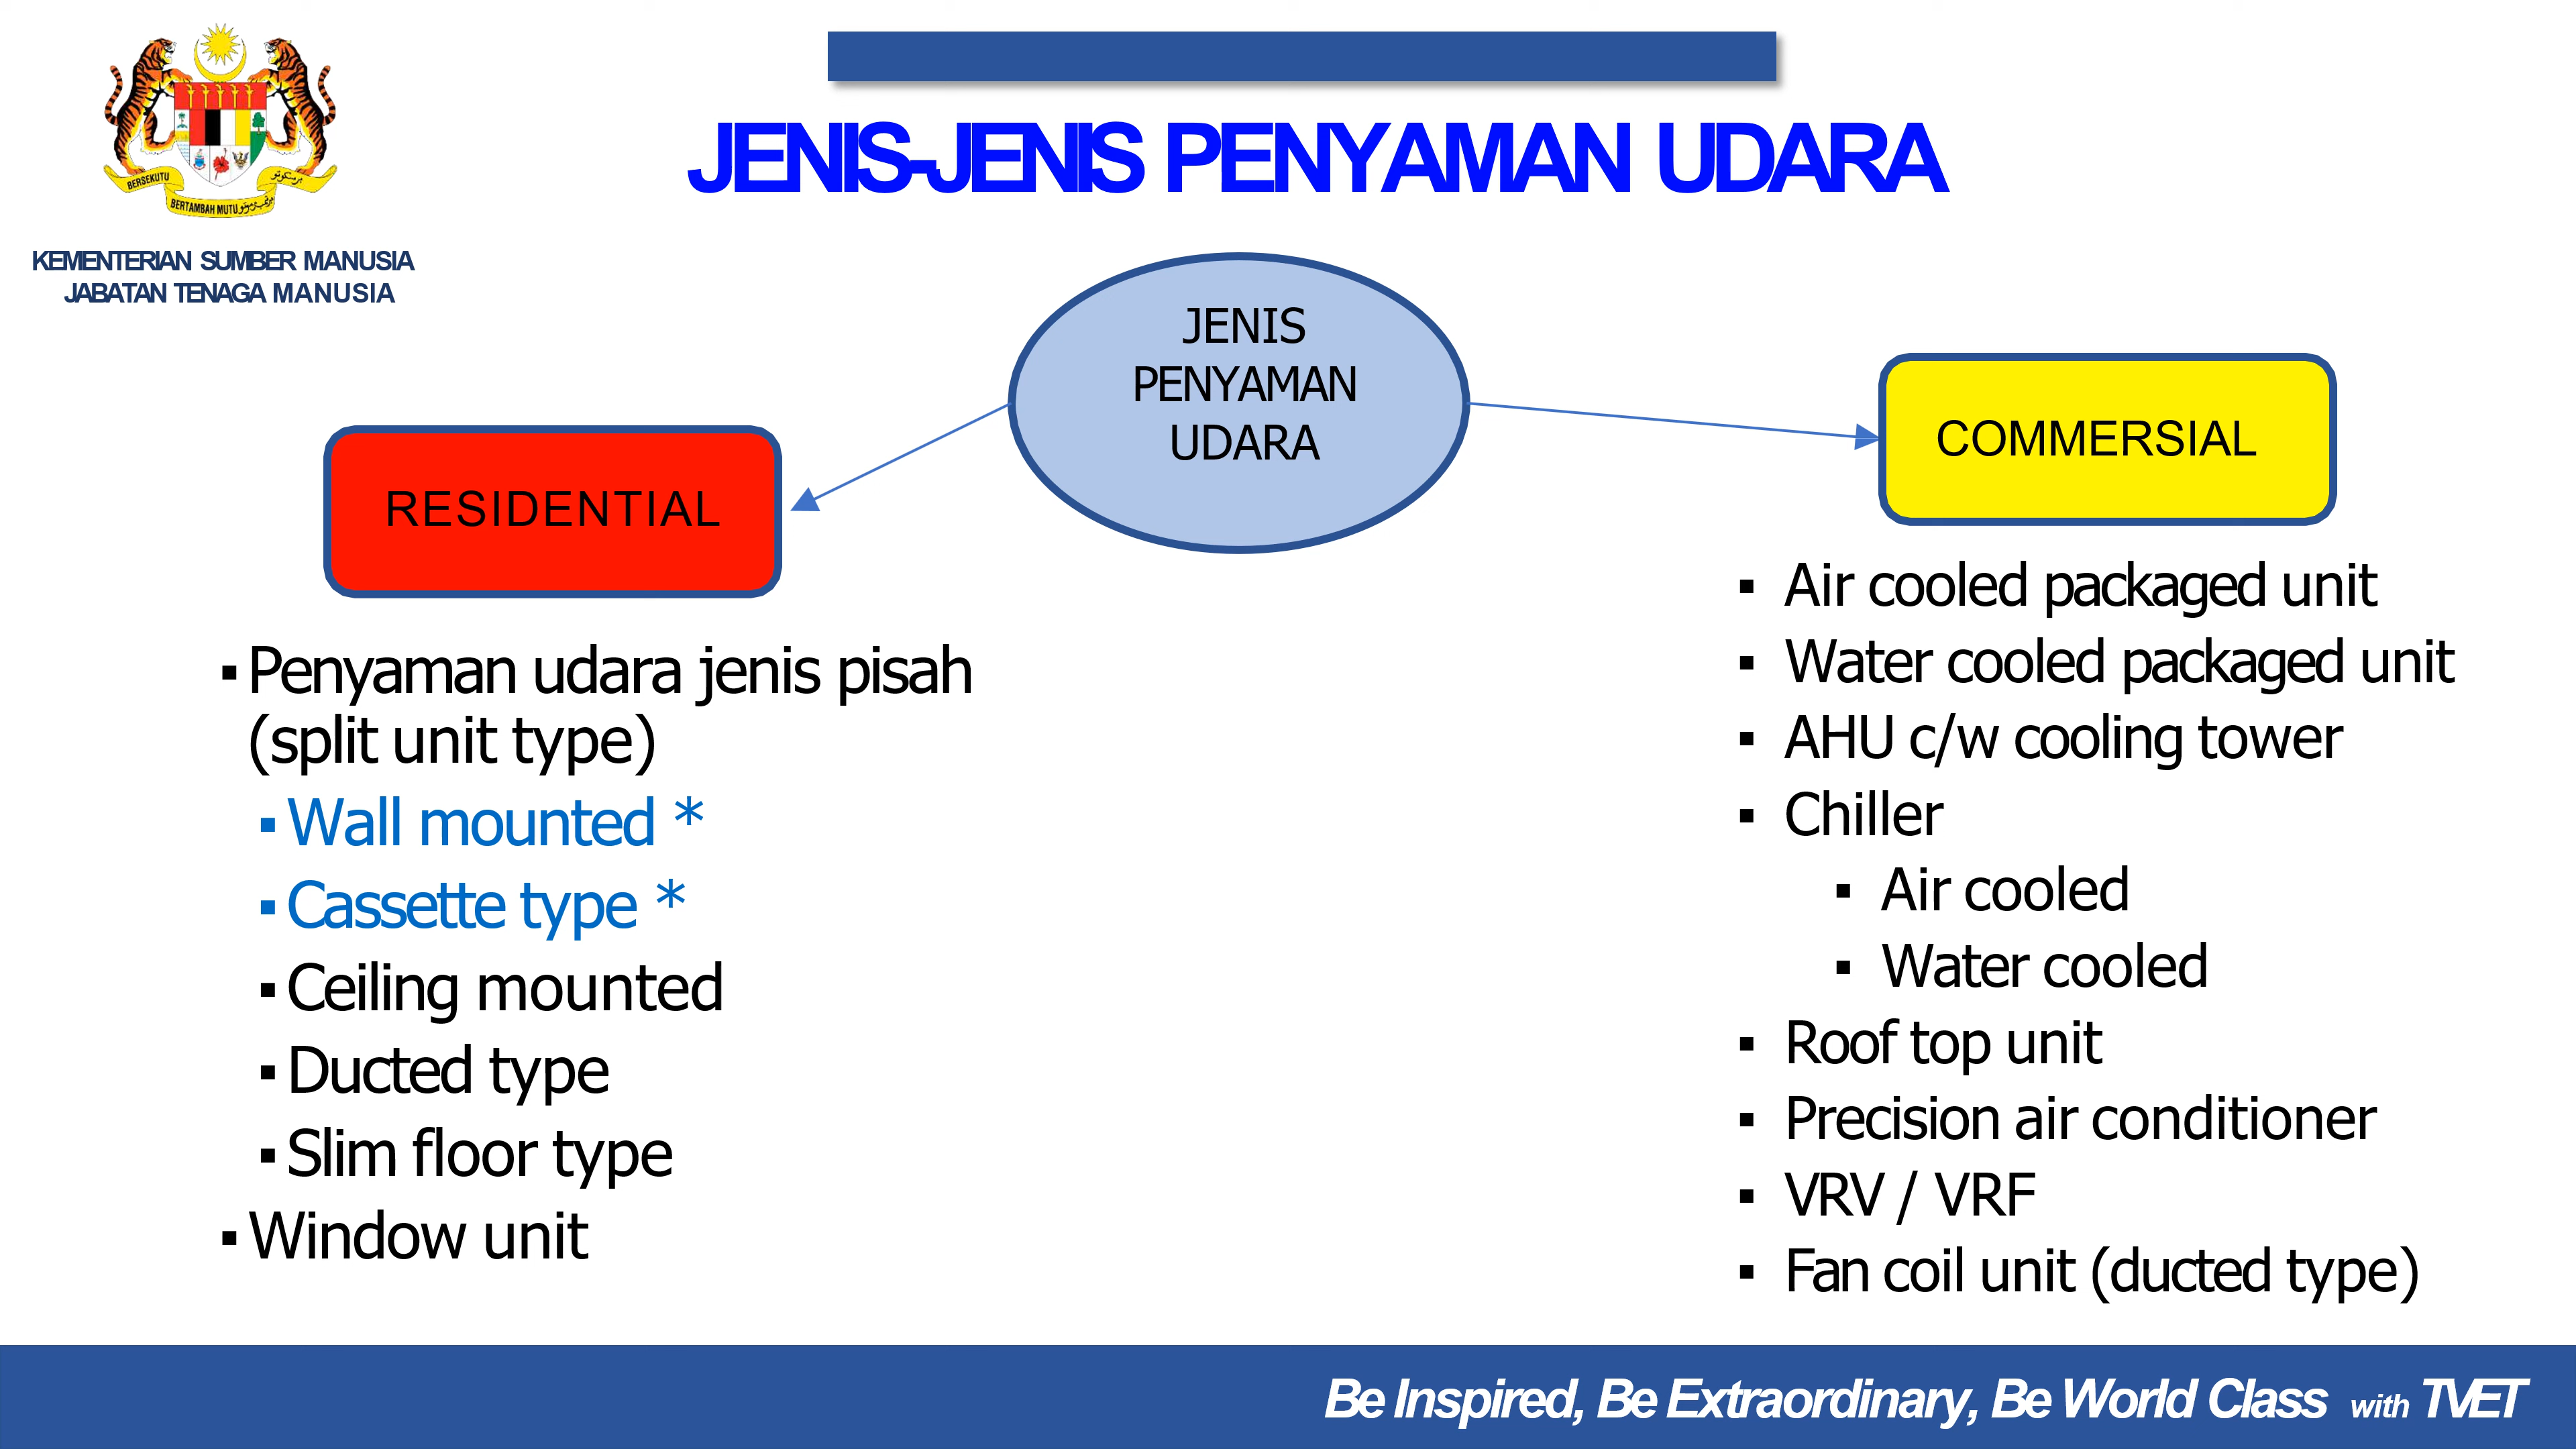 BERSEKUTU
BERTAMBAH MUTU
KEMENTERIAN SUMBER MANUSIA
JABATAN TENAGA MANUSIA
JENIS-JENIS PENYAMAN UDARA
JENIS
PENYAMAN
UDARA
RESIDENTIAL
▪ Penyaman udara jenis pisah
(split unit type)
▪ Wall mounted *
▪ Cassette type *
▪ Ceiling mounted
▪ Ducted type
▪ Slim floor type
▪ Window unit
COMMERSIAL
▪ Air cooled packaged unit
▪ Water cooled packaged unit
▪ AHU c/w cooling tower
▪ Chiller
▪ Air cooled
▪ Water cooled
▪ Roof top unit
▪ Precision air conditioner
▪ VRV / VRF
▪ Fan coil unit (ducted type)
Be Inspired, Be Extraordinary, Be World Class with TVET